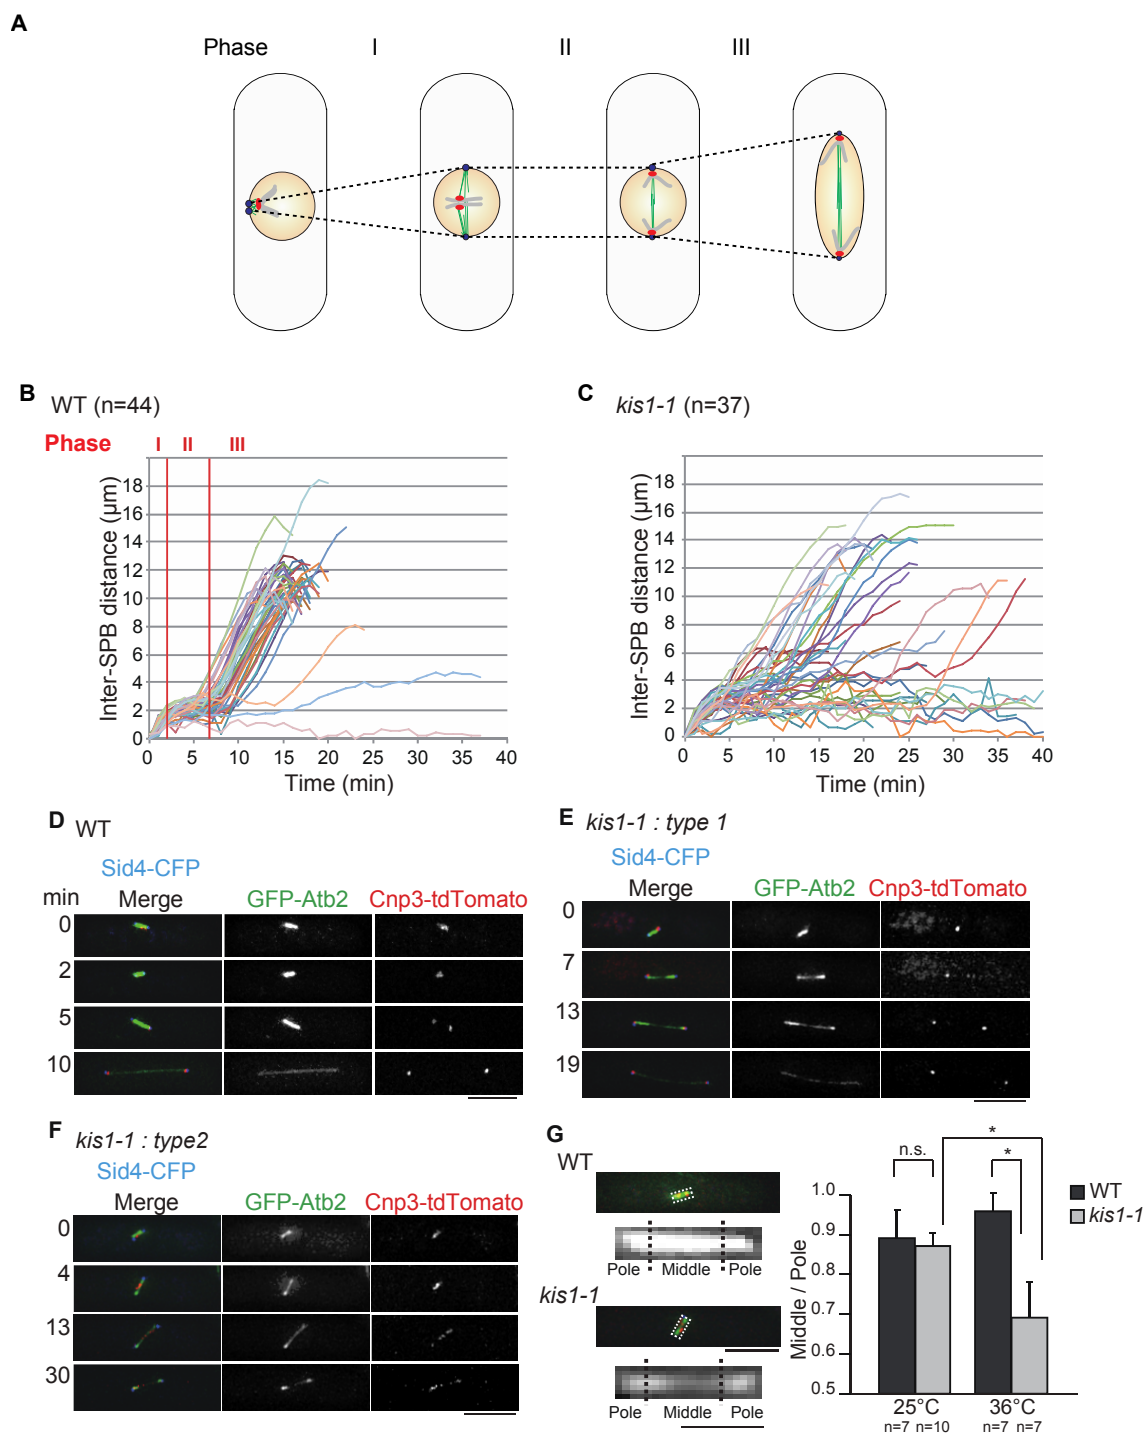 A
Phase I II III
B WT (n=44)
Phase I II III
Inter-SPB distance (μm)
18
16
14
12
10
8
6
4
2
0
0 5 10 15 20 25 30 35 40
Time (min)
C kis1-1 (n=37)
Inter-SPB distance (μm)
18
16
14
12
10
8
6
4
2
0
0 5 10 15 20 25 30 35 40
Time (min)
D WT
Sid4-CFP
min Merge GFP-Atb2 Cnp3-tdTomato
0
2
5
10
E kis1-1 : type 1
Sid4-CFP
Merge GFP-Atb2 Cnp3-tdTomato
0
7
13
19
F kis1-1 : type2
Sid4-CFP
Merge GFP-Atb2 Cnp3-tdTomato
0
4
13
30
G
WT
Pole Middle Pole
kis1-1
Pole Middle Pole
*
n.s. *
WT
kis1-1
Middle / Pole
1.0
0.9
0.8
0.7
0.6
0.5
25°C 36°C
n=7 n=10 n=7 n=7